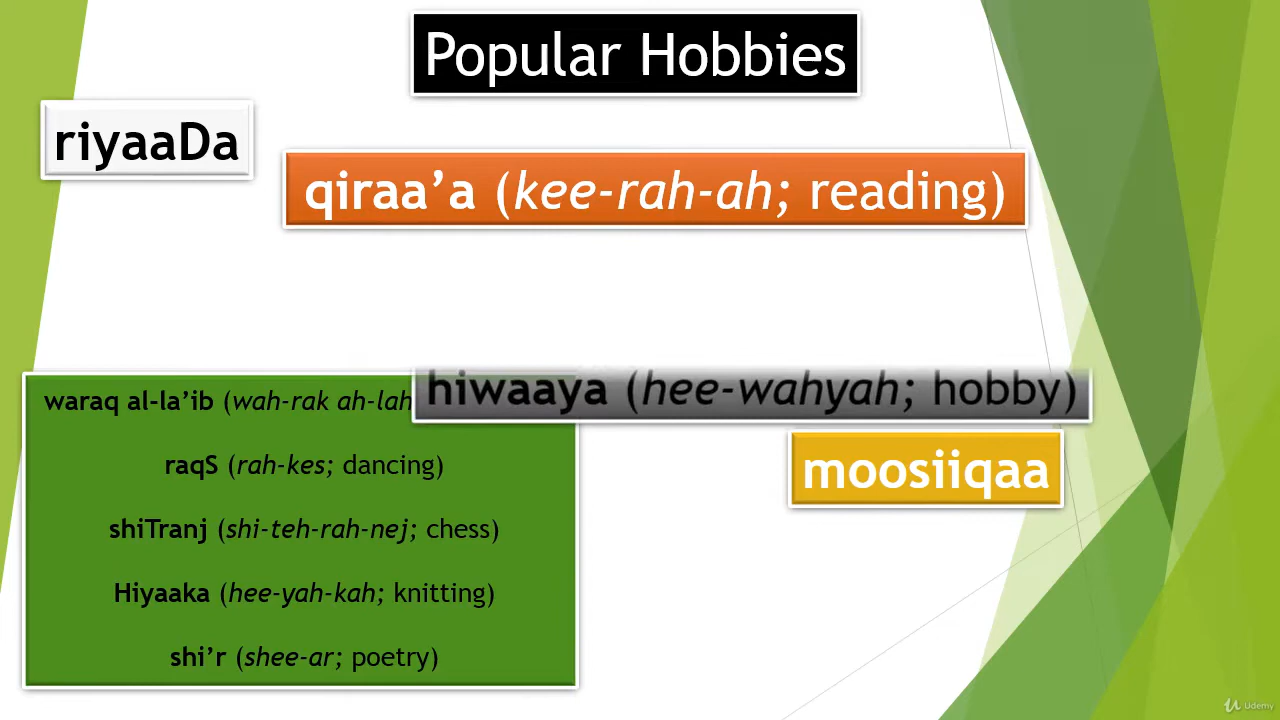 Popular Hobbies
riyaaDa
qiraa’a (kee-rah-ah; reading)
hiwaaya (hee-wahyah; hobby)
waraq al-la’ib (wah-rak ah-lah
raqS (rah-kes; dancing)
shiTranj (shi-teh-rah-nej; chess)
Hiyaaka (hee-yah-kah; knitting)
shi’r (shee-ar; poetry)
moosiiqaa
Udemy